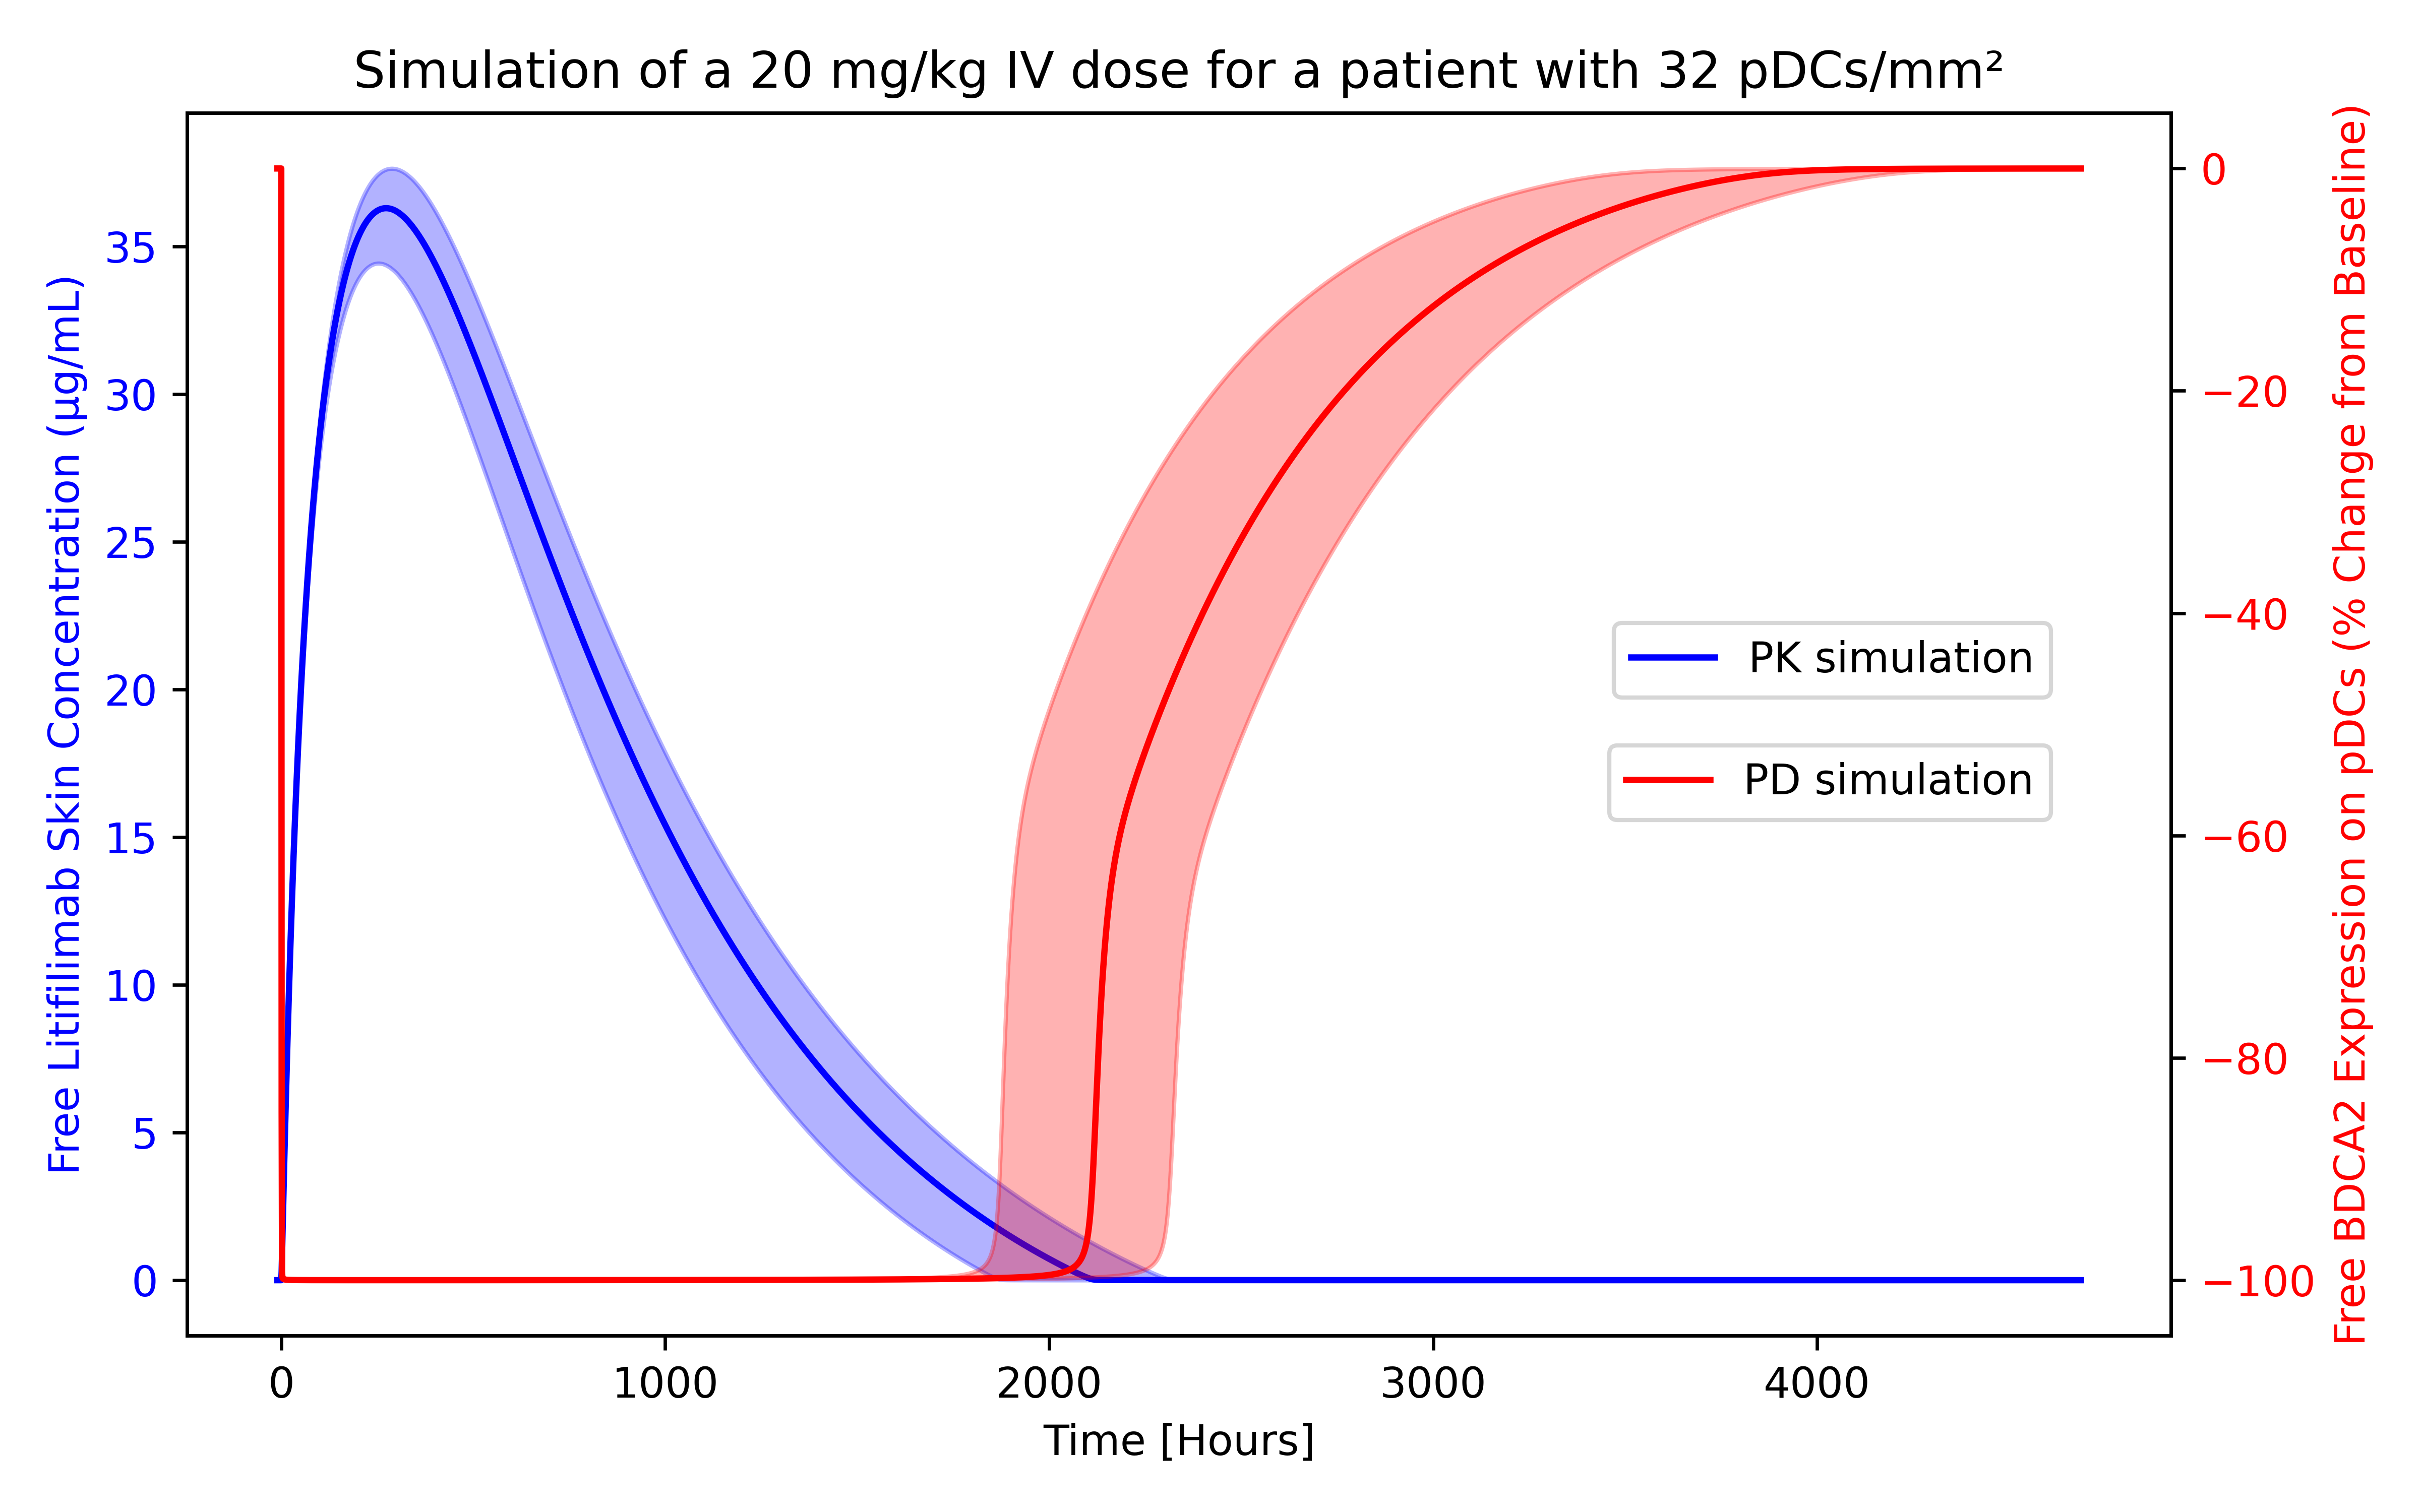 Simulation of a 20 mg/kg IV dose for a patient with 32 pDCs/mm²
Free Litifilimab Skin Concentration (µg/mL)
35
30
25
20
15
10
5
0
0
−20
−40
−60
−80
−100
Free BDCA2 Expression on pDCs (% Change from Baseline)
PK simulation
PD simulation
0 1000 2000 3000 4000
Time [Hours]